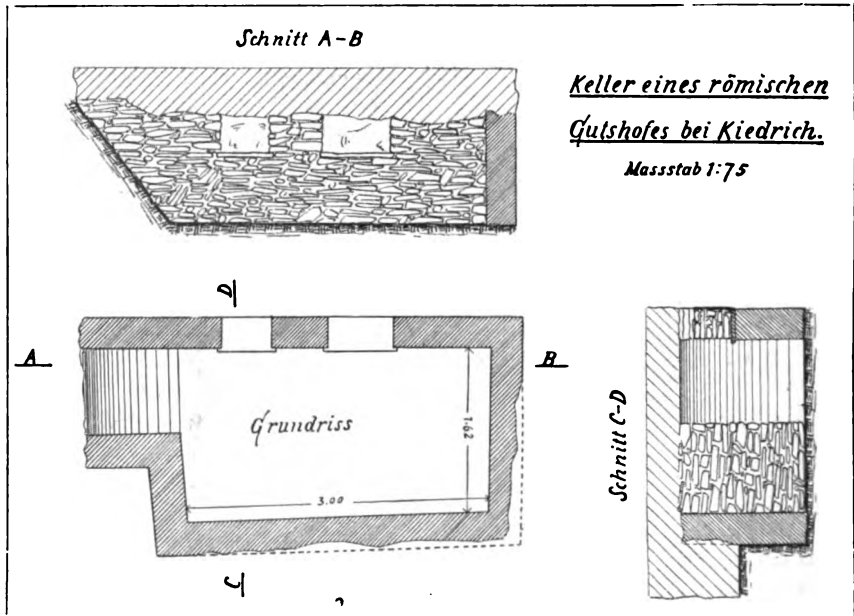 Schnitt A-B
Keller eines römischen
Gutshofes bei Kiedrich.
Massstab 1:75
D
A
B
Grundriss
1.62
3.00
Schnitt C-D
C